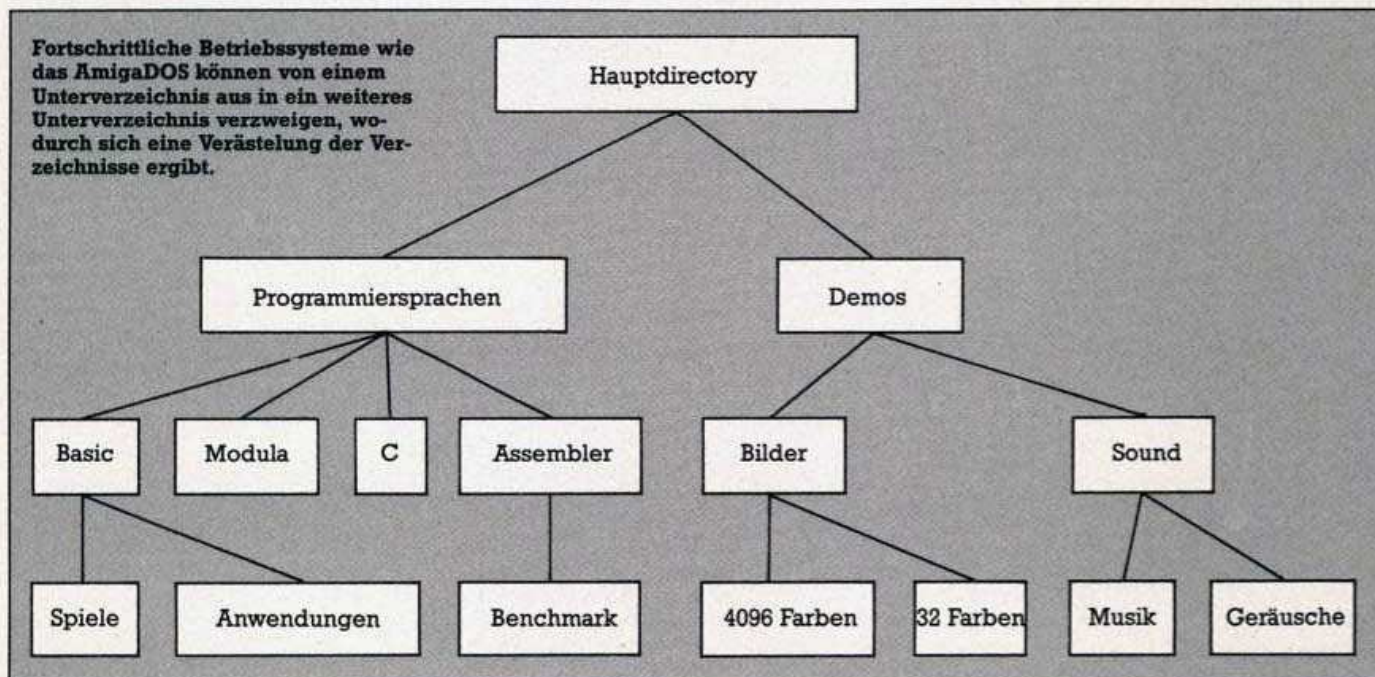 Fortschrittliche Betriebssysteme wie
das AmigaDOS können von einem
Unterverzeichnis aus in ein weiteres
Unterverzeichnis verzweigen, wo-
durch sich eine Verästelung der Ver-
zeichnisse ergibt.
Hauptdirectory
Programmiersprachen
Demos
Basic
Modula
C
Assembler
Bilder
Sound
Spiele
Anwendungen
Benchmark
4096 Farben
32 Farben
Musik
Geräusche